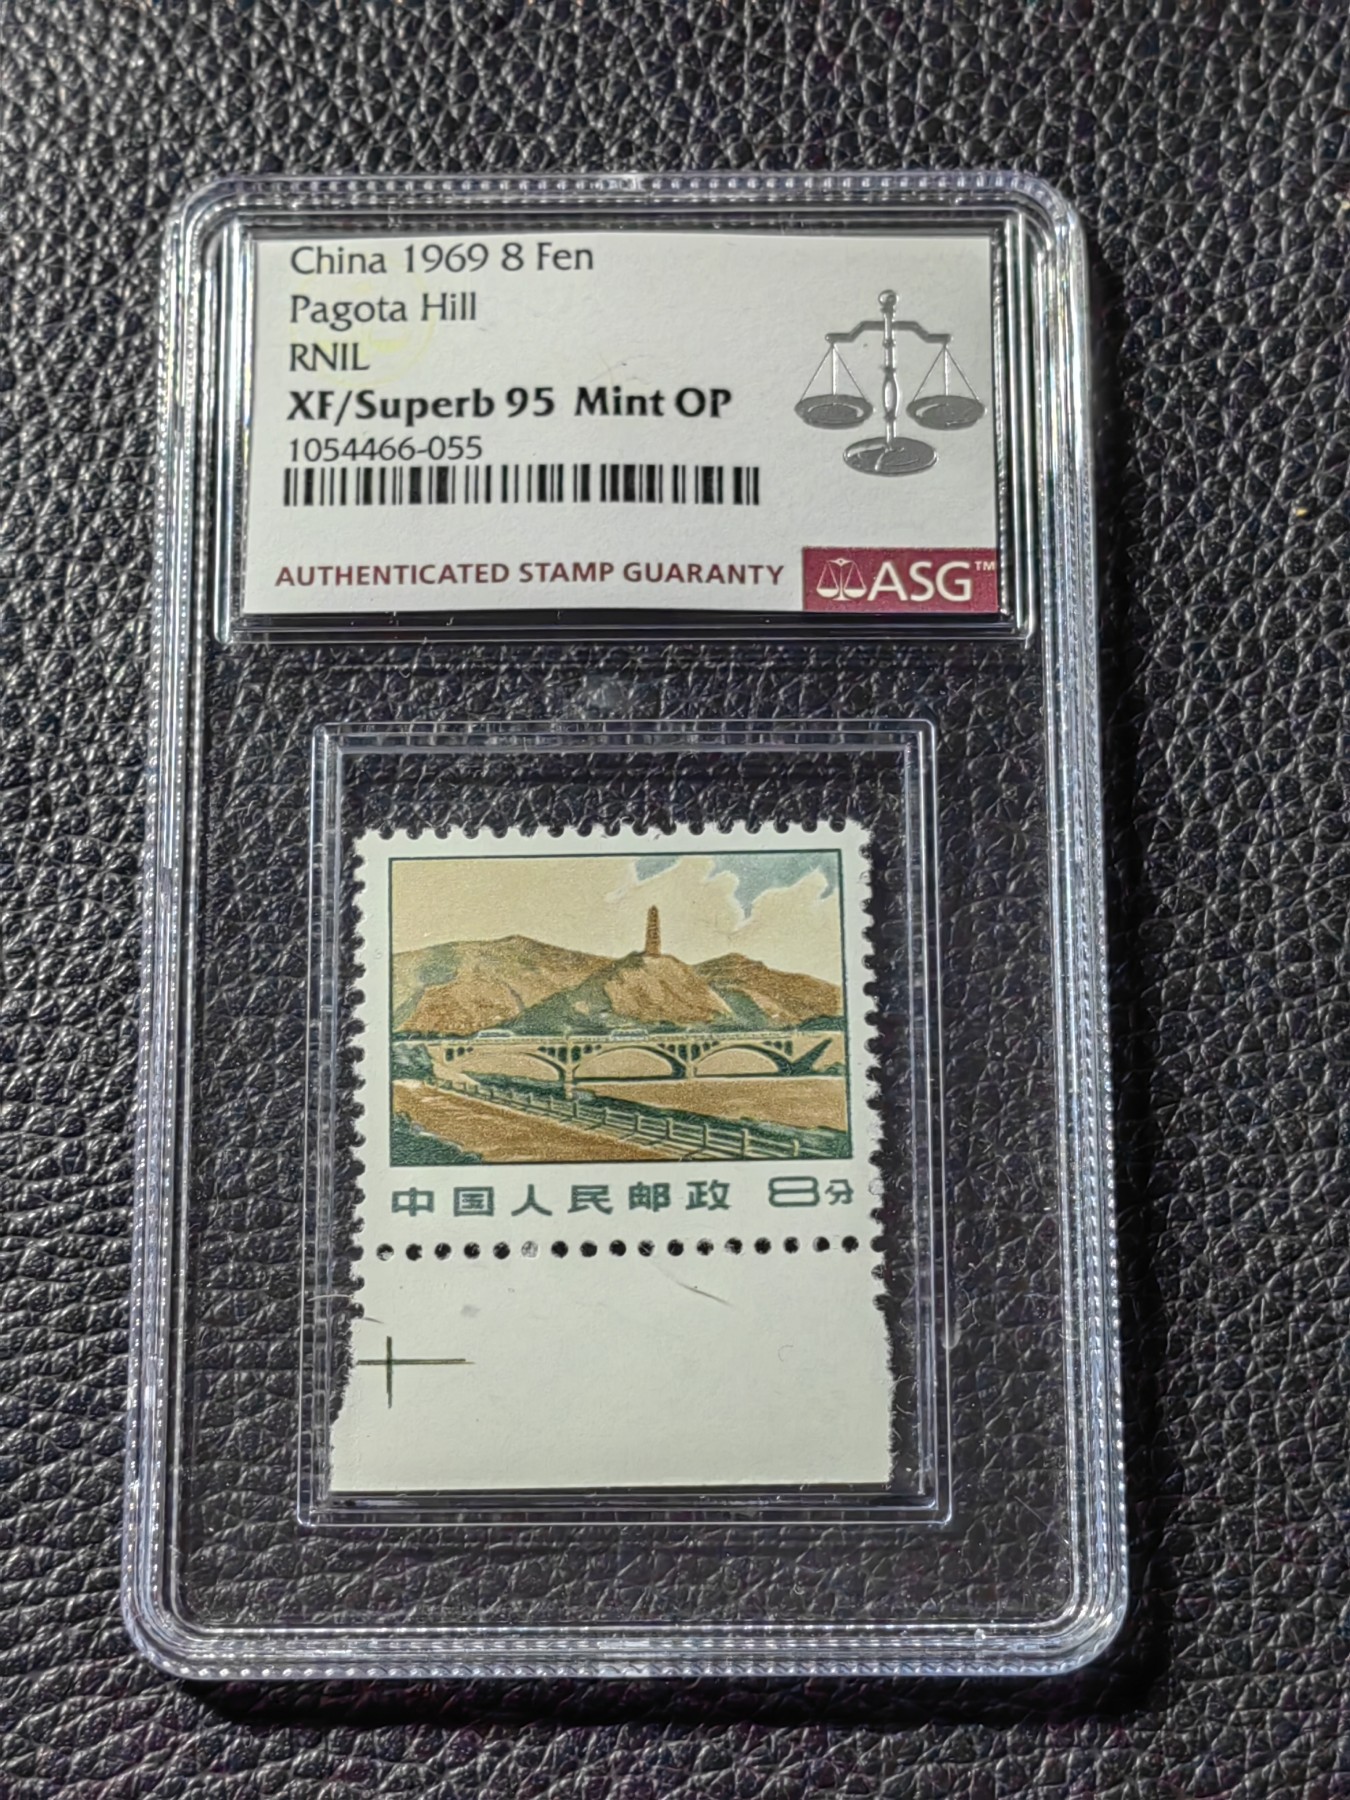 China 1969 8 Fen
Pagota Hill
RNIL
XF/Superb 95 Mint OP
1054466-055
AUTHENTICATED STAMP GUARANTY
ASG™
中国人民邮政 8分